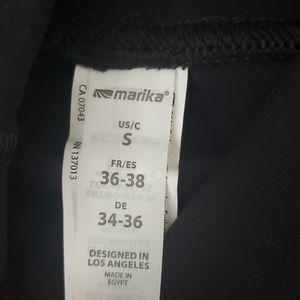 marika®
US/C
S
FR/ES
36-38
DE
34-36
DESIGNED IN
LOS ANGELES
MADE IN
EGYPT
CA 07043
RN 137013